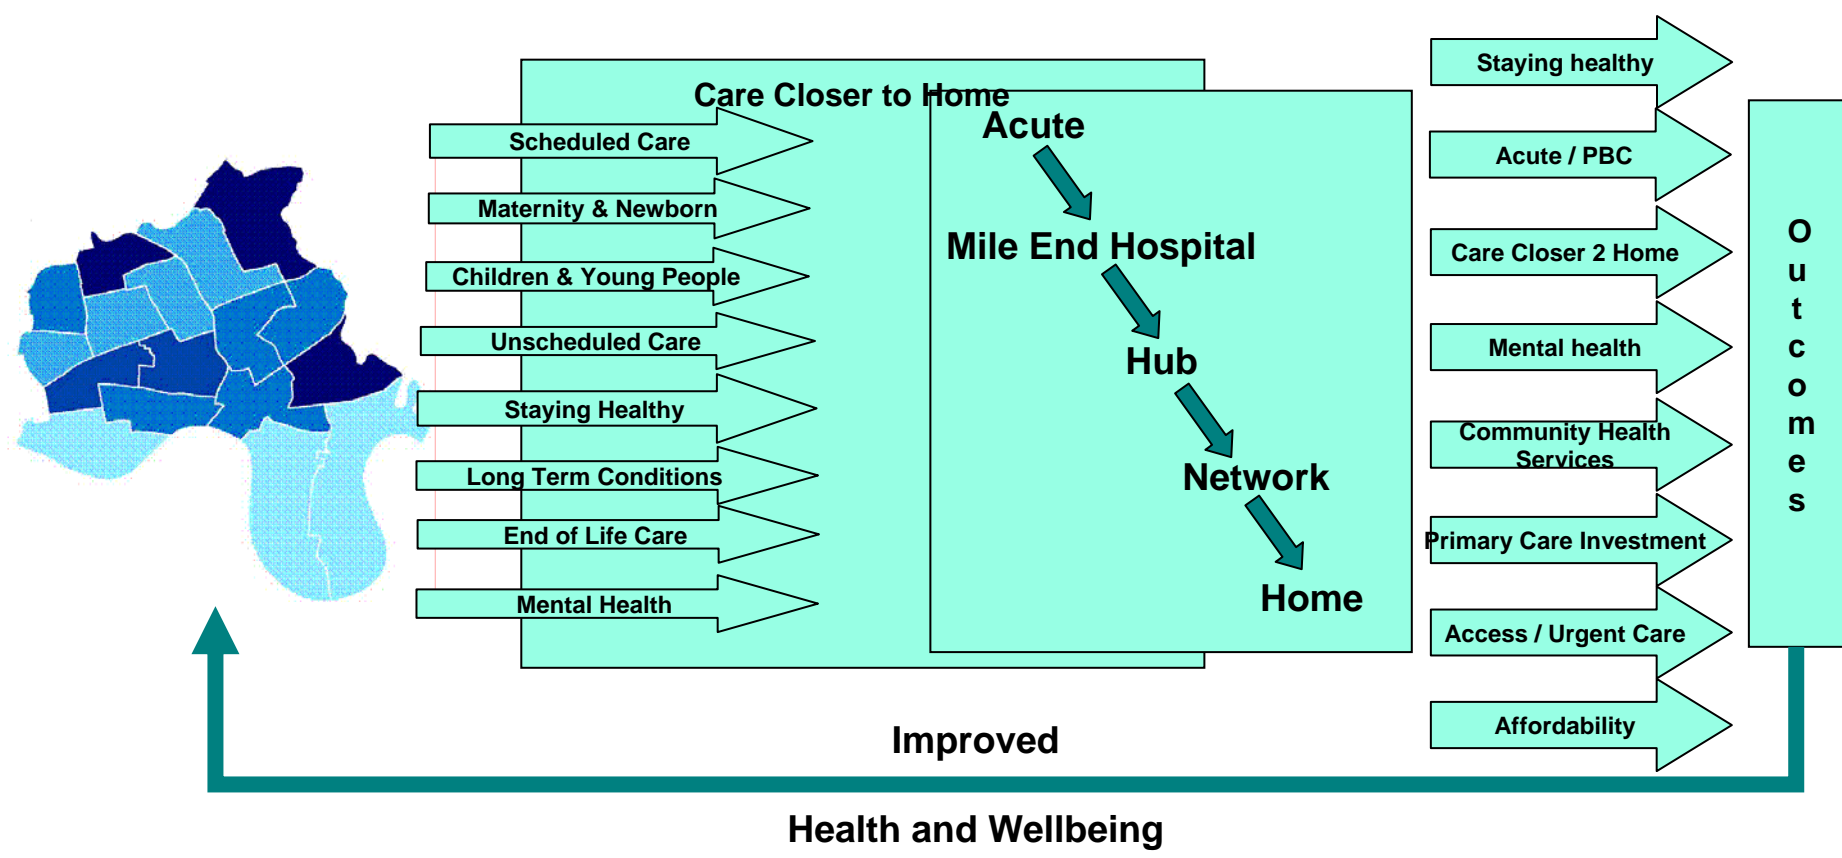 Care Closer to Home
Scheduled Care
Maternity & Newborn
Children & Young People
Unscheduled Care
Staying Healthy
Long Term Conditions
End of Life Care
Mental Health
Acute
Mile End Hospital
Hub
Network
Home
Staying healthy
Acute / PBC
Care Closer 2 Home
Mental health
Community Health
Services
Primary Care Investment
Access / Urgent Care
Affordability
Outcomes
Improved
Health and Wellbeing